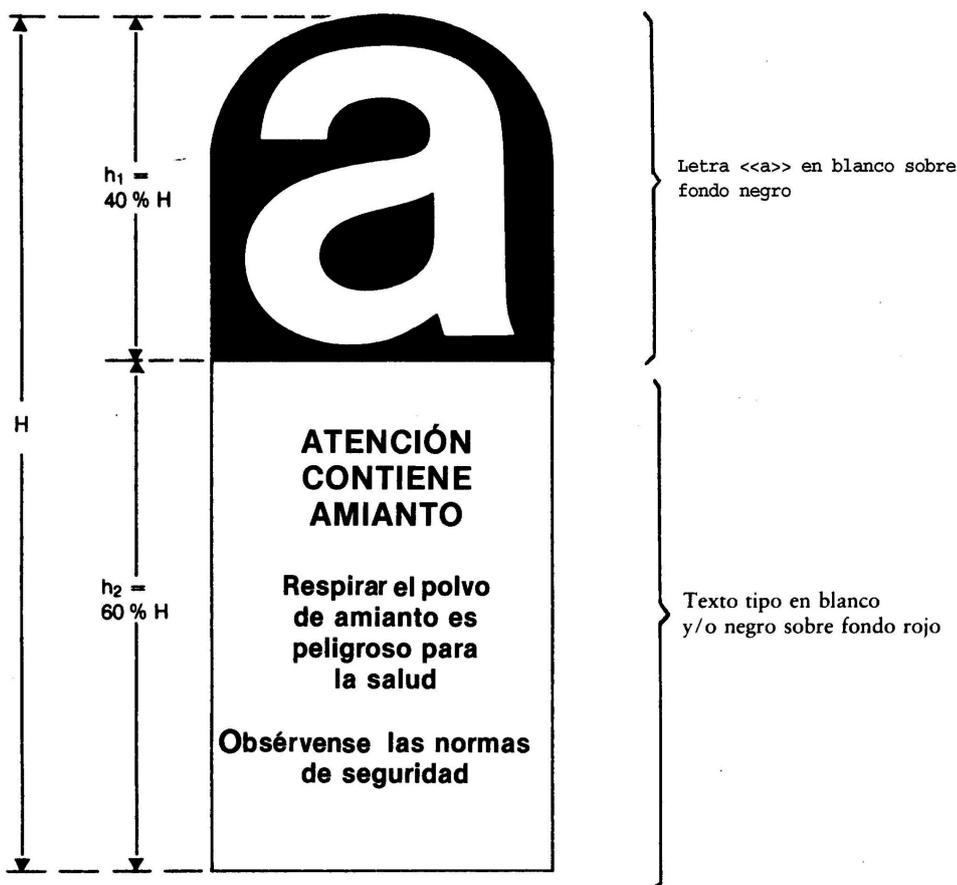 a
h1 =
40 % H
Letra <<a>> en blanco sobre
fondo negro
H
ATENCIÓN
CONTIENE
AMIANTO
h2 =
60 % H
Respirar el polvo
de amianto es
peligroso para
la salud
Texto tipo en blanco
y/o negro sobre fondo rojo
Obsérvense las normas
de seguridad